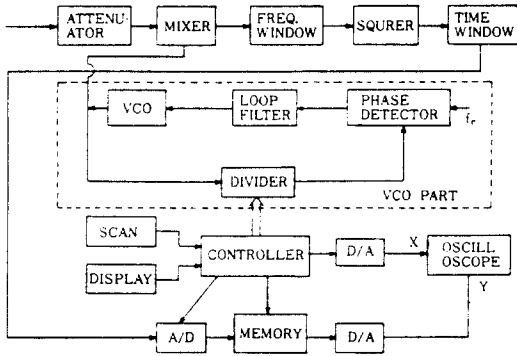 ATTENU-
ATOR
MIXER
FREQ.
WINDOW
SQURER
TIME
WINDOW
VCO
LOOP
FILTER
PHASE
DETECTOR
fr
DIVIDER
VCO PART
SCAN
DISPLAY
CONTROLLER
D/A
X
OSCILL
OSCOPE
Y
A/D
MEMORY
D/A